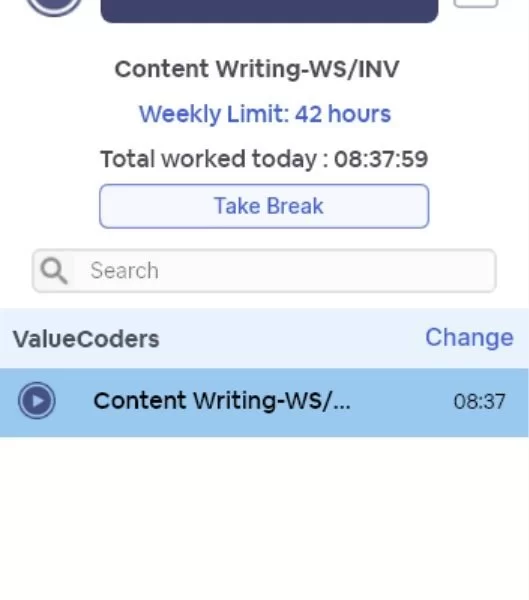 Content Writing-WS/INV
Weekly Limit: 42 hours
Total worked today : 08:37:59
Take Break
Search
ValueCoders Change
Content Writing-WS/... 08:37